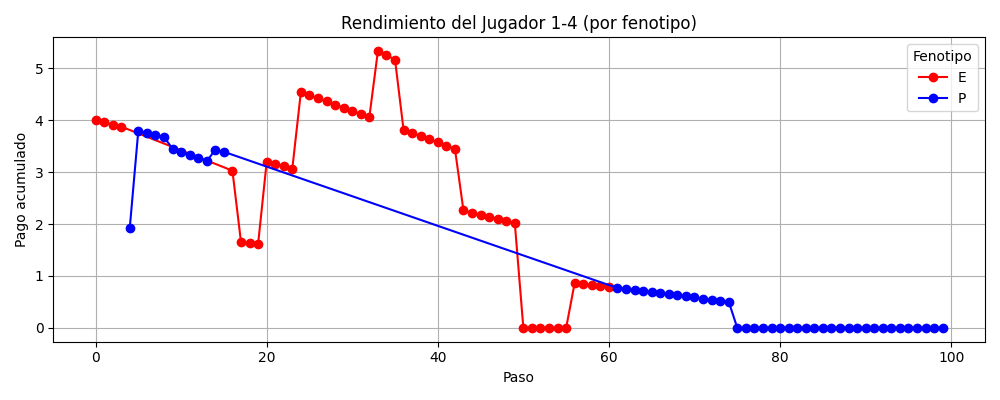 Rendimiento del Jugador 1-4 (por fenotipo)
Pago acumulado
5
4
3
2
1
0
Fenotipo
E
P
0 20 40 60 80 100
Paso